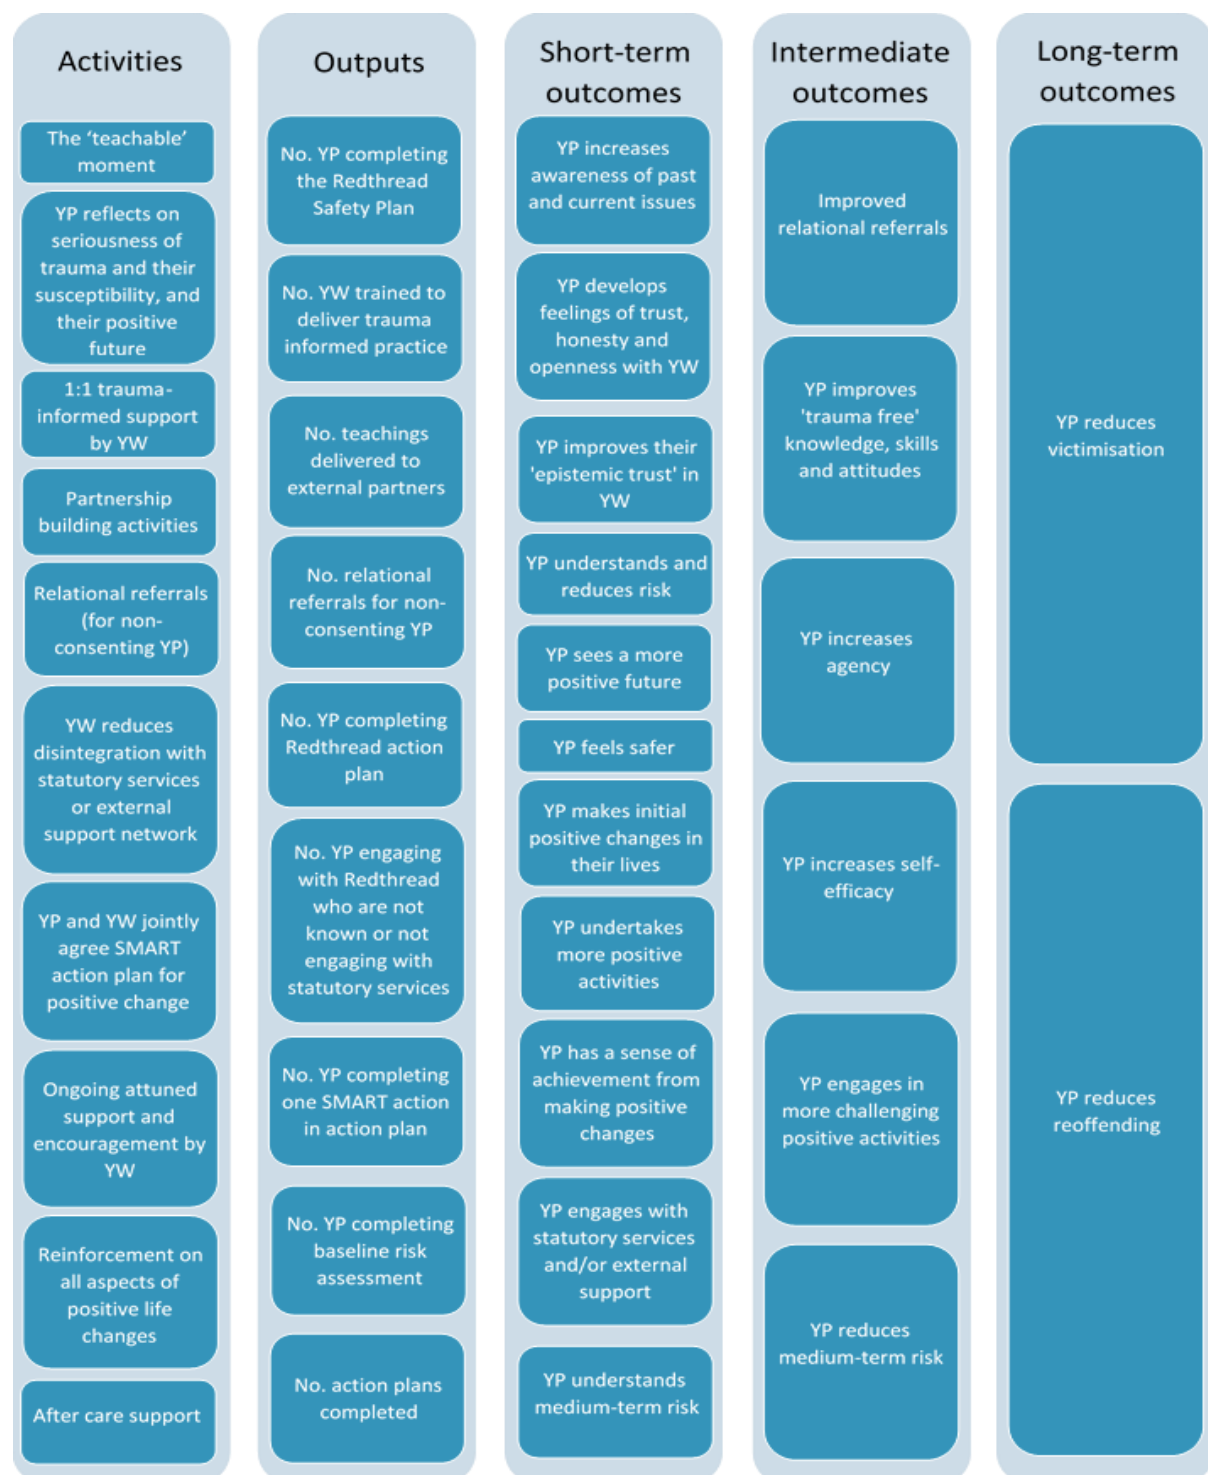 Activities
The ‘teachable’
moment
YP reflects on
seriousness of
trauma and their
susceptibility, and
their positive
future
1:1 trauma-
informed support
by YW
Partnership
building activities
Relational referrals
(for non-
consenting YP)
YW reduces
disintegration with
statutory services
or external
support network
YP and YW jointly
agree SMART
action plan for
positive change
Ongoing attuned
support and
encouragement by
YW
Reinforcement on
all aspects of
positive life
changes
After care support
Outputs
No. YP completing
the Redthread
Safety Plan
No. YW trained to
deliver trauma
informed practice
No. teachings
delivered to
external partners
No. relational
referrals for non-
consenting YP
No. YP completing
Redthread action
plan
No. YP engaging
with Redthread
who are not
known or not
engaging with
statutory services
No. YP completing
one SMART action
in action plan
No. YP completing
baseline risk
assessment
No. action plans
completed
Short-term
outcomes
YP increases
awareness of past
and current issues
YP develops
feelings of trust,
honesty and
openness with YW
YP improves their
'epistemic trust' in
YW
YP understands and
reduces risk
YP sees a more
positive future
YP feels safer
YP makes initial
positive changes in
their lives
YP undertakes
more positive
activities
YP has a sense of
achievement from
making positive
changes
YP engages with
statutory services
and/or external
support
YP understands
medium-term risk
Intermediate
outcomes
Improved
relational referrals
YP improves
'trauma free'
knowledge, skills
and attitudes
YP increases
agency
YP increases self-
efficacy
YP engages in
more challenging
positive activities
YP reduces
medium-term risk
Long-term
outcomes
YP reduces
victimisation
YP reduces
reoffending